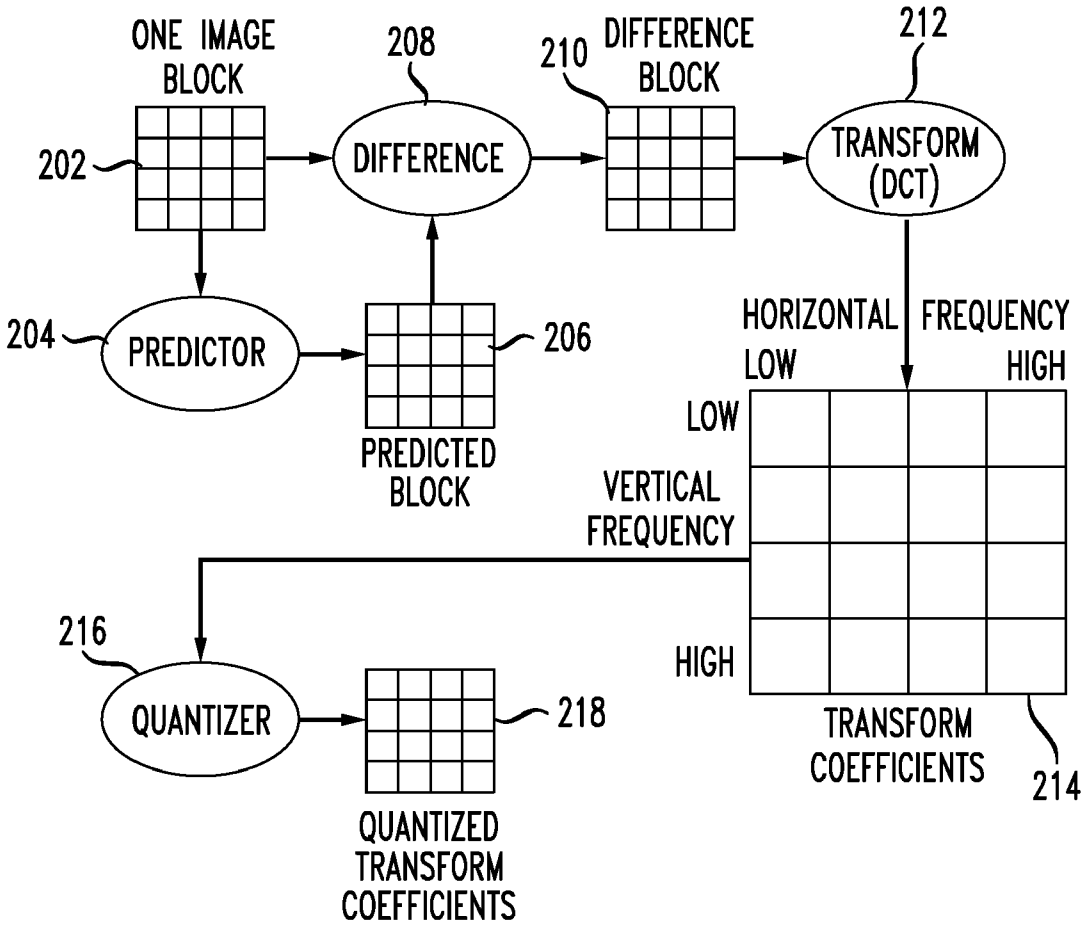 ONE IMAGE
BLOCK
208
DIFFERENCE
BLOCK
210
212
202
DIFFERENCE
TRANSFORM
(DCT)
204
PREDICTOR
206
PREDICTED
BLOCK
HORIZONTAL FREQUENCY
LOW HIGH
LOW
VERTICAL
FREQUENCY
HIGH
TRANSFORM
COEFFICIENTS
214
216
QUANTIZER
218
QUANTIZED
TRANSFORM
COEFFICIENTS